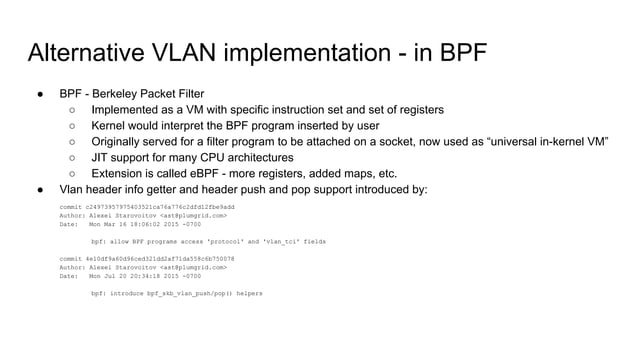 Alternative VLAN implementation - in BPF
● BPF - Berkeley Packet Filter
○ Implemented as a VM with specific instruction set and set of registers
○ Kernel would interpret the BPF program inserted by user
○ Originally served for a filter program to be attached on a socket, now used as “universal in-kernel VM”
○ JIT support for many CPU architectures
○ Extension is called eBPF - more registers, added maps, etc.
● Vlan header info getter and header push and pop support introduced by:
commit c24973957975403521ca76a776c2dfd12fbe9add
Author: Alexei Starovoitov <ast@plumgrid.com>
Date: Mon Mar 16 18:06:02 2015 -0700
bpf: allow BPF programs access 'protocol' and 'vlan_tci' fields
commit 4e10df9a60d96ced321dd2af71da558c6b750078
Author: Alexei Starovoitov <ast@plumgrid.com>
Date: Mon Jul 20 20:34:18 2015 -0700
bpf: introduce bpf_skb_vlan_push/pop() helpers